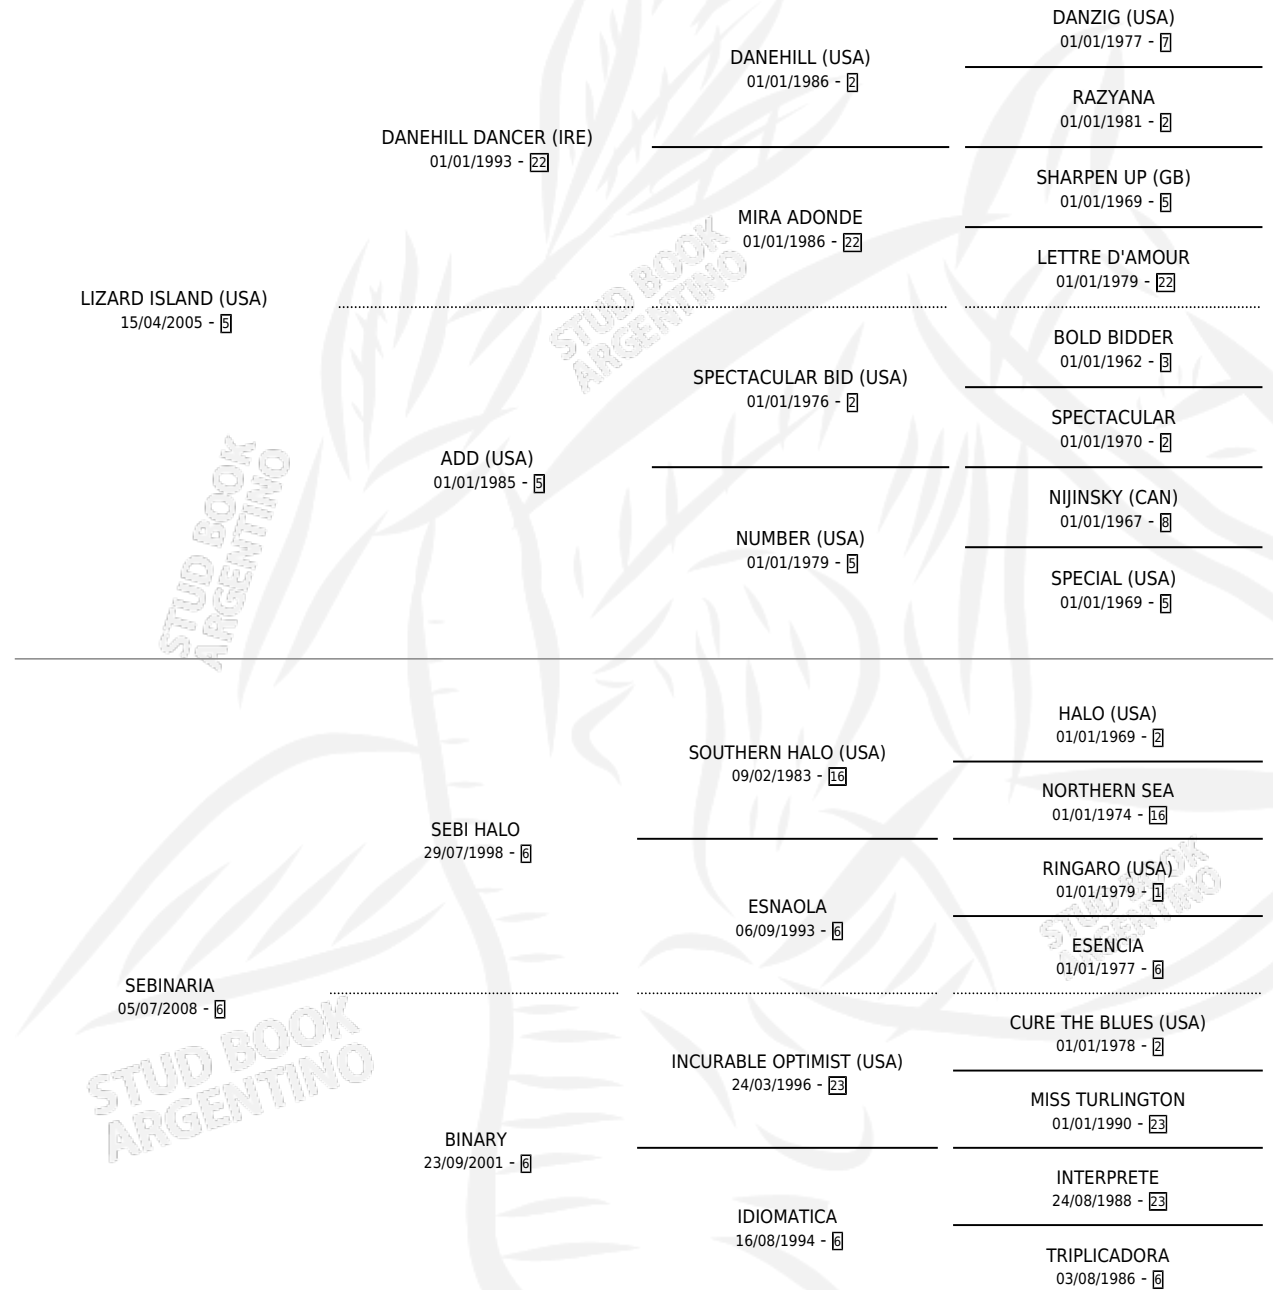 DANZIG (USA)
01/01/1977 - 7
DANEHILL (USA)
01/01/1986 - 2
RAZYANA
01/01/1981 - 2
DANEHILL DANCER (IRE)
01/01/1993 - 22
SHARPEN UP (GB)
01/01/1969 - 5
MIRA ADONDE
01/01/1986 - 22
LETTRE D'AMOUR
01/01/1979 - 22
LIZARD ISLAND (USA)
15/04/2005 - 5
STUD BOOK
ARGENTINO
BOLD BIDDER
01/01/1962 - 3
SPECTACULAR BID (USA)
01/01/1976 - 2
SPECTACULAR
01/01/1970 - 2
ADD (USA)
01/01/1985 - 5
NIJINSKY (CAN)
01/01/1967 - 8
NUMBER (USA)
01/01/1979 - 5
SPECIAL (USA)
01/01/1969 - 5
STUD BOOK
ARGENTINO
HALO (USA)
01/01/1969 - 2
SOUTHERN HALO (USA)
09/02/1983 - 16
NORTHERN SEA
01/01/1974 - 16
SEBI HALO
29/07/1998 - 6
RINGARO (USA)
01/01/1979 - 1
STUD BOOK
ARGENTINO
ESNAOLA
06/09/1993 - 6
ESENCIA
01/01/1977 - 6
SEBINARIA
05/07/2008 - 6
CURE THE BLUES (USA)
01/01/1978 - 2
STUD BOOK
ARGENTINO
INCURABLE OPTIMIST (USA)
24/03/1996 - 23
MISS TURLINGTON
01/01/1990 - 23
BINARY
23/09/2001 - 6
INTERPRETE
24/08/1988 - 23
IDIOMATICA
16/08/1994 - 6
TRIPLICADORA
03/08/1986 - 6